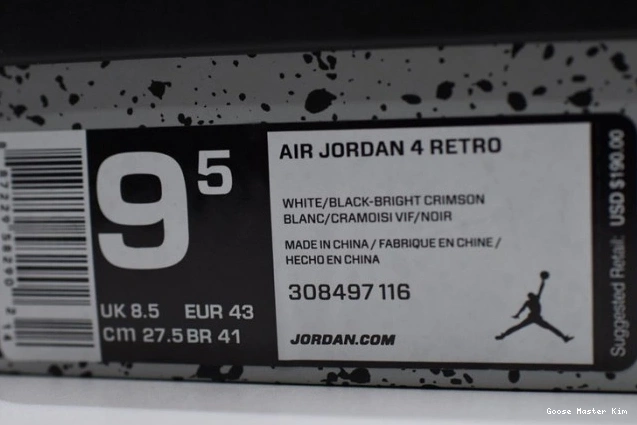 9 5
UK 8.5 EUR 43
cm 27.5 BR 41
AIR JORDAN 4 RETRO
WHITE/BLACK-BRIGHT CRIMSON
BLANC/CRAMOISI VIF/NOIR
MADE IN CHINA / FABRIQUE EN CHINE /
HECHO EN CHINA
308497 116
JORDAN.COM
Suggested Retail: USD $190.00
Goose Master Kim